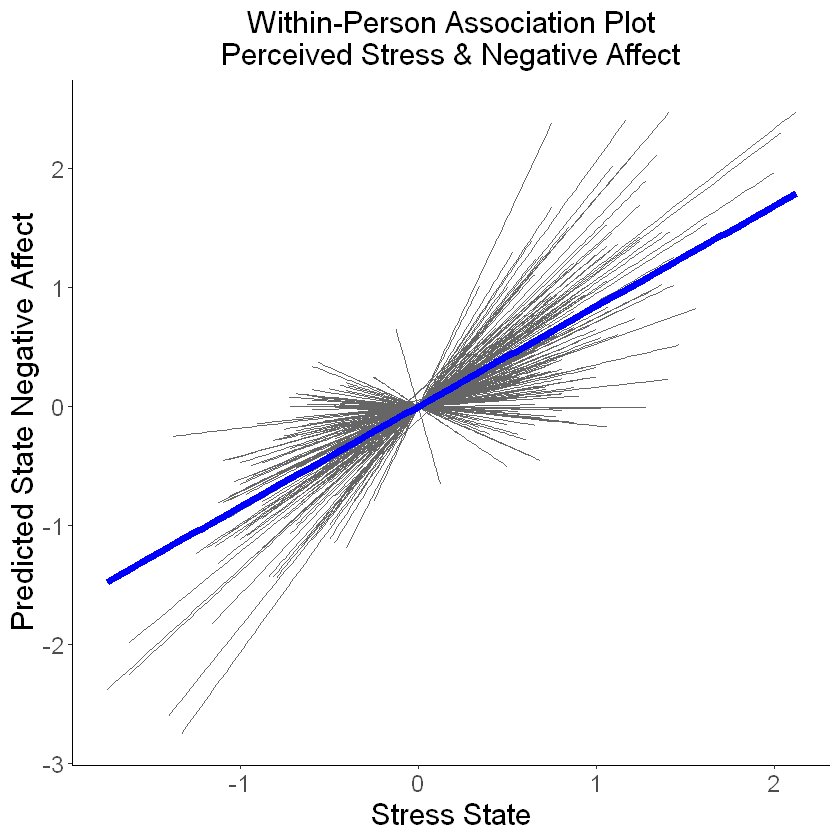 Within-Person Association Plot
Perceived Stress & Negative Affect
Predicted State Negative Affect
2
1
0
-1
-2
-3
-1
0
1
2
Stress State